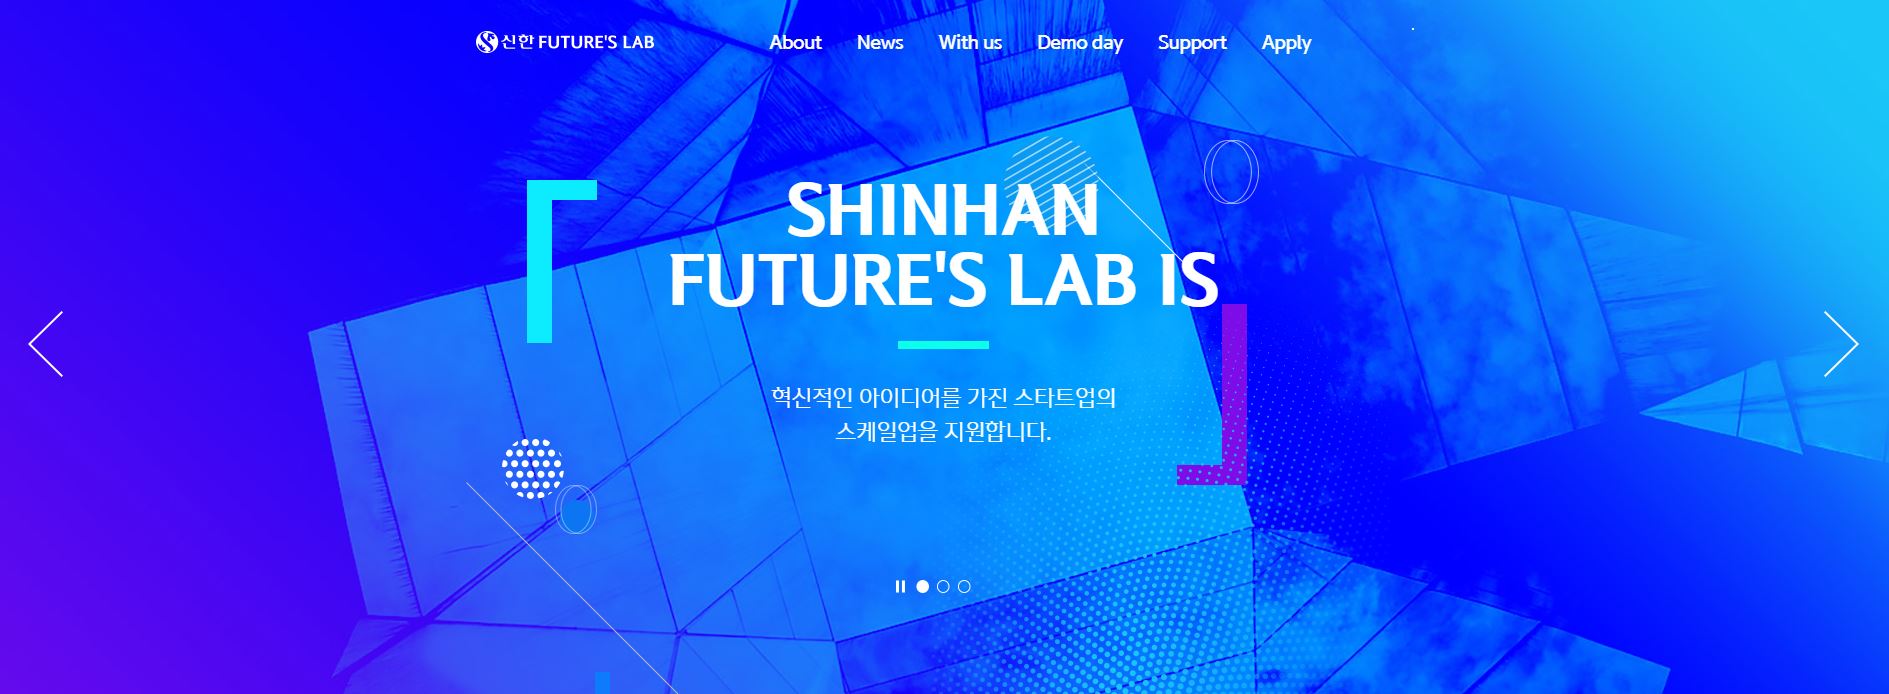 신한 FUTURE'S LAB
About News With us Demo day Support Apply
SHINHAN
FUTURE'S LAB IS
혁신적인 아이디어를 가진 스타트업의
스케일업을 지원합니다.